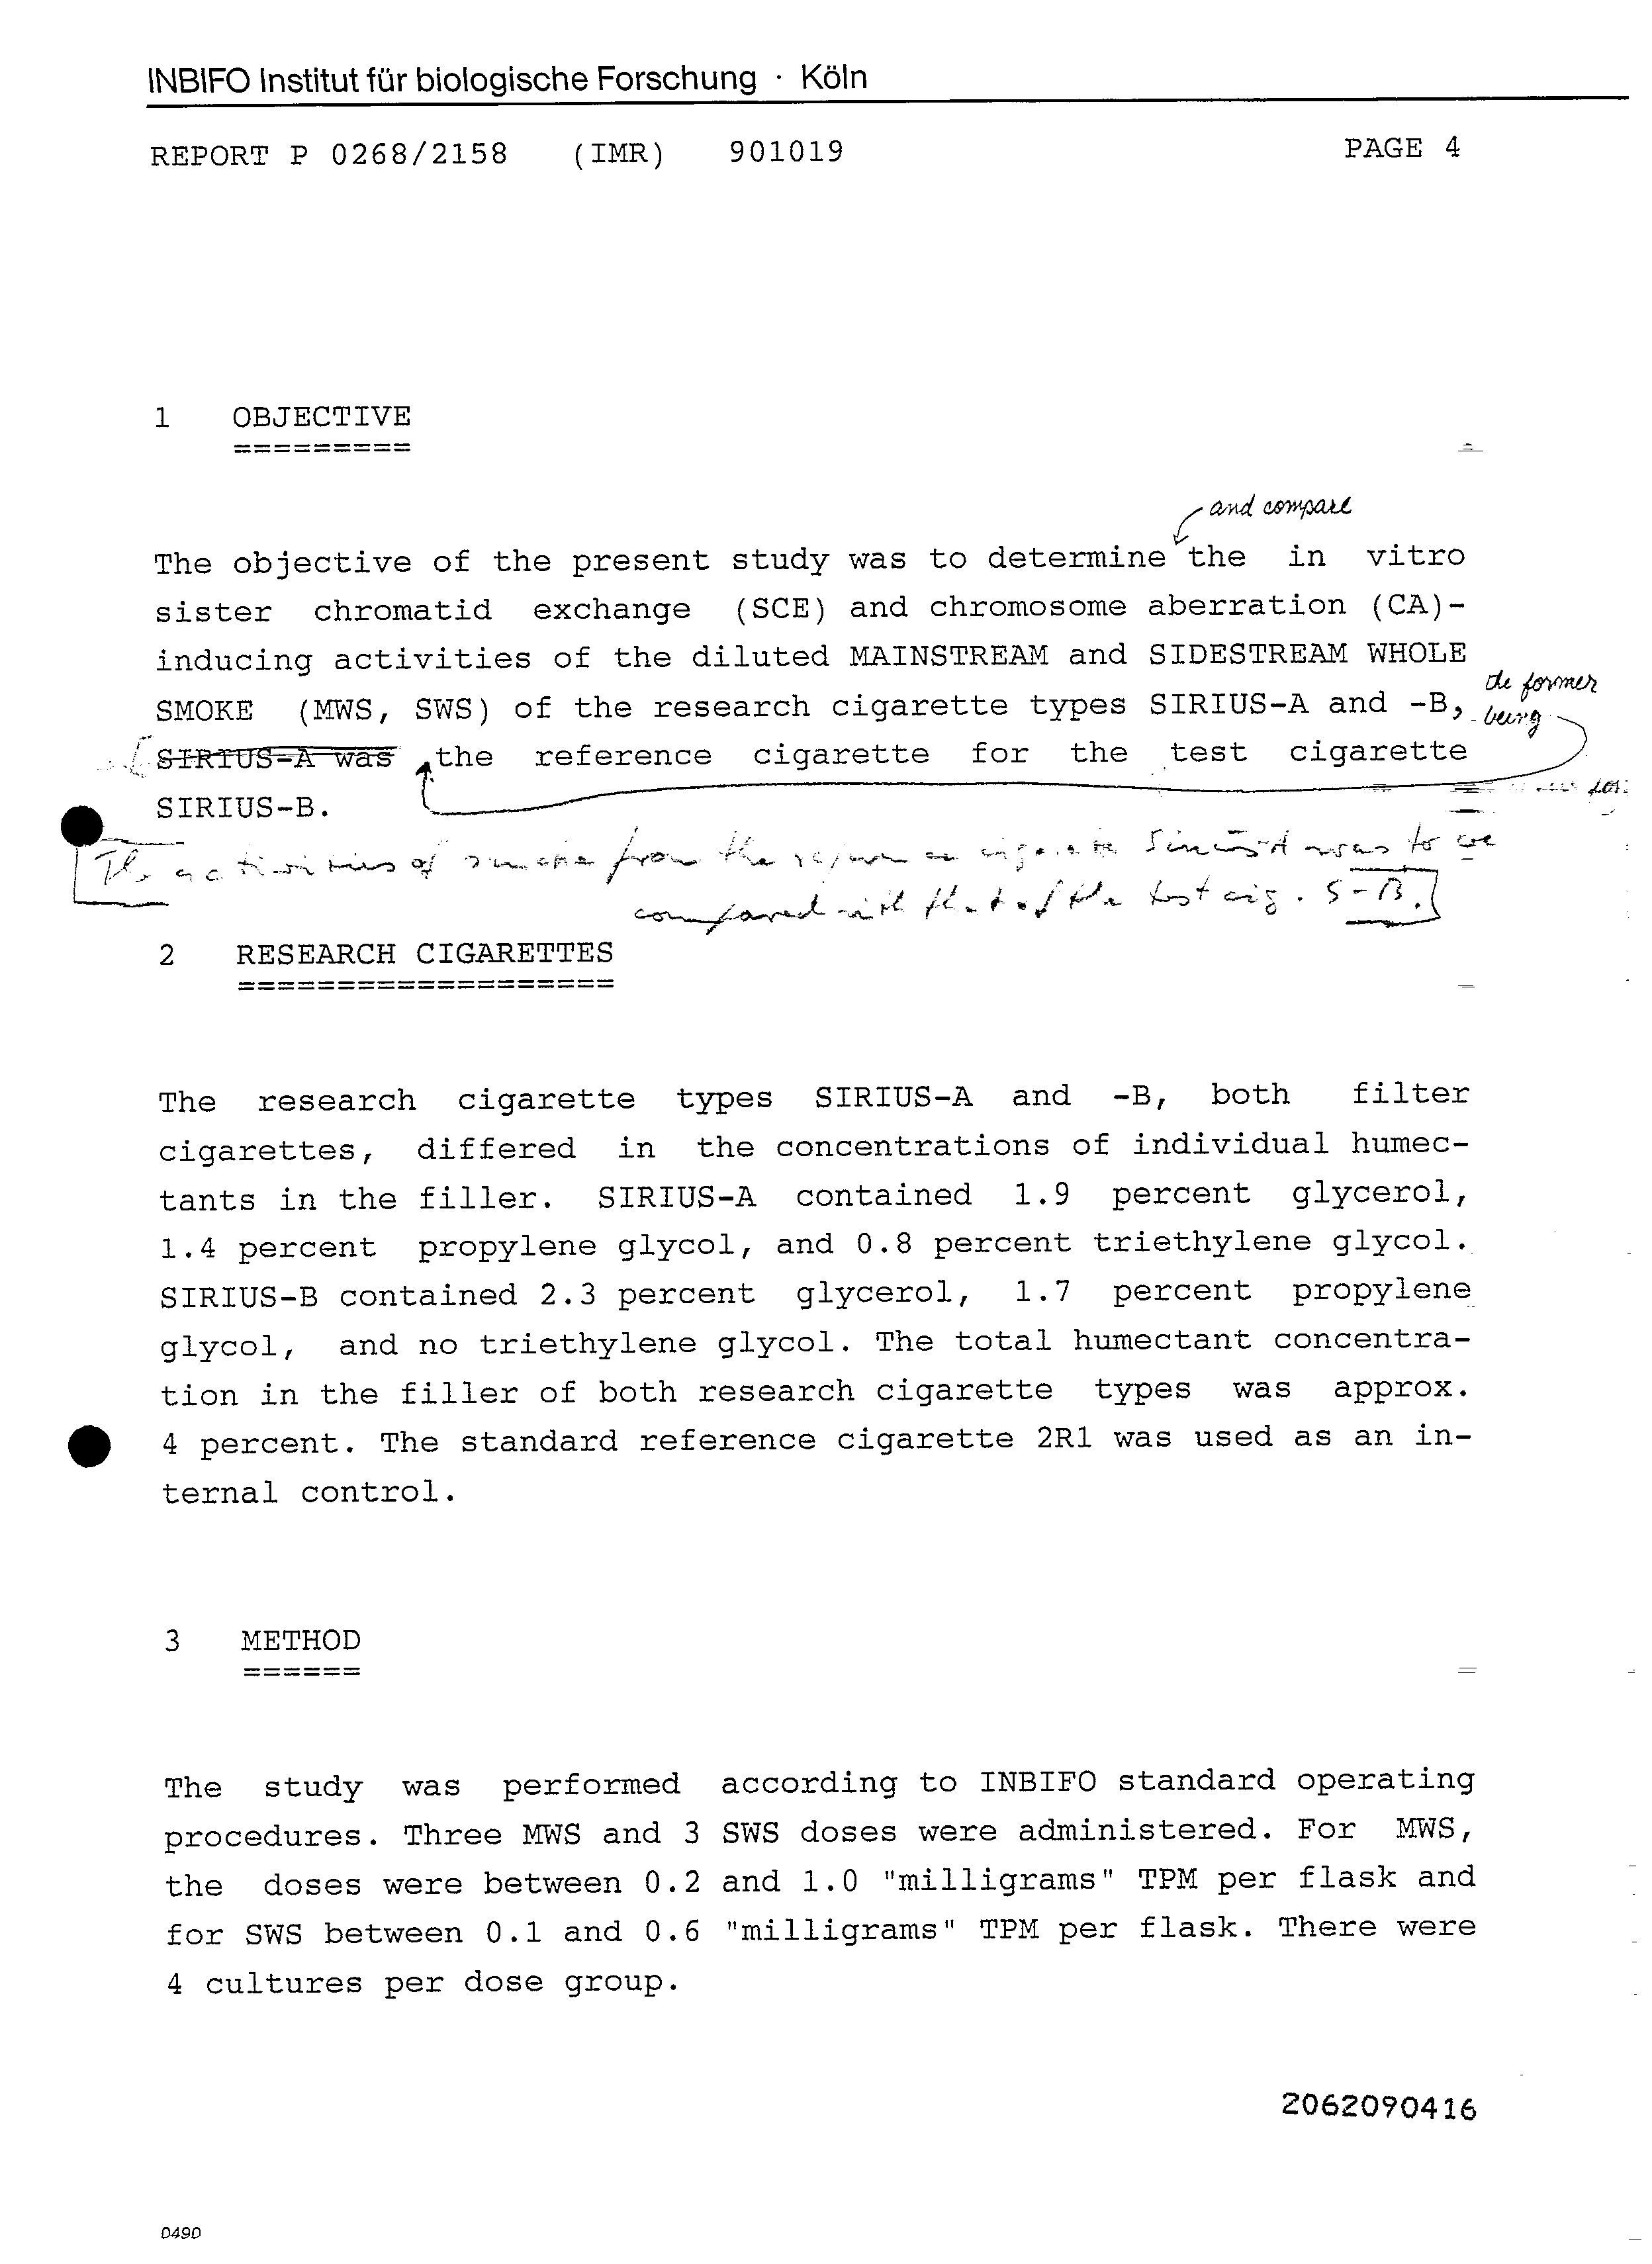 INBIFO Institut für biologische Forschung · Köln
REPORT P 0268/2158 (IMR) 901019 PAGE 4
1 OBJECTIVE
=========
and compare
The objective of the present study was to determine the in vitro
sister chromatid exchange (SCE) and chromosome aberration (CA)-
inducing activities of the diluted MAINSTREAM and SIDESTREAM WHOLE
the former
SMOKE (MWS, SWS) of the research cigarette types SIRIUS-A and -B,
being
SIRIUS-A was the reference cigarette for the test cigarette
SIRIUS-B.
The activities of smoke from the reference cigarette Sirius-A was to be
compared with that of the test cig. S-B.
2 RESEARCH CIGARETTES
===================
The research cigarette types SIRIUS-A and -B, both filter
cigarettes, differed in the concentrations of individual humec-
tants in the filler. SIRIUS-A contained 1.9 percent glycerol,
1.4 percent propylene glycol, and 0.8 percent triethylene glycol.
SIRIUS-B contained 2.3 percent glycerol, 1.7 percent propylene
glycol, and no triethylene glycol. The total humectant concentra-
tion in the filler of both research cigarette types was approx.
4 percent. The standard reference cigarette 2R1 was used as an in-
ternal control.
3 METHOD
======
The study was performed according to INBIFO standard operating
procedures. Three MWS and 3 SWS doses were administered. For MWS,
the doses were between 0.2 and 1.0 "milligrams" TPM per flask and
for SWS between 0.1 and 0.6 "milligrams" TPM per flask. There were
4 cultures per dose group.
2062090416
0490